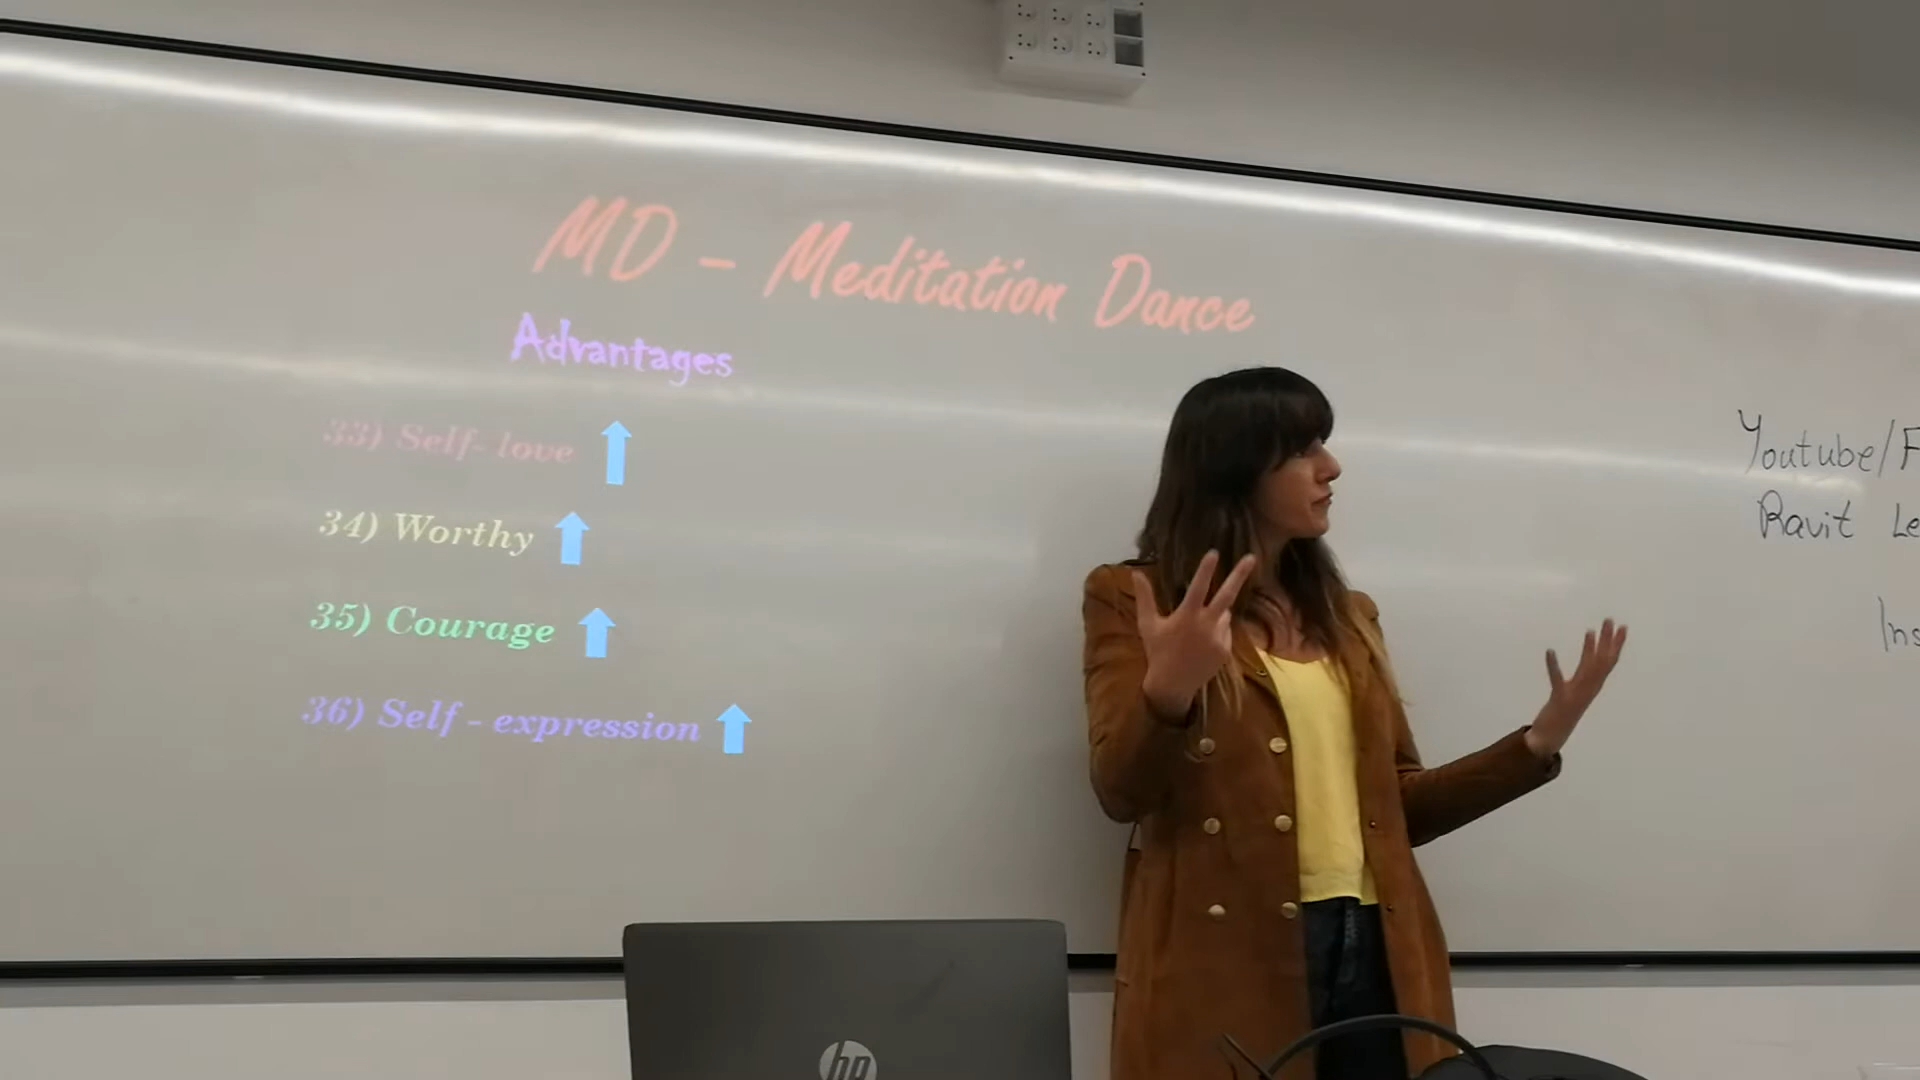 MD - Meditation Dance
Advantages
33) Self- love
34) Worthy
35) Courage
36) Self - expression
Youtube/F
Ravit Le
Ins
hp